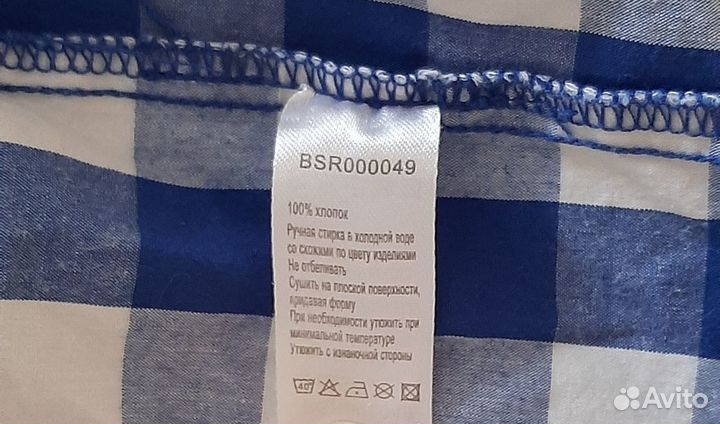 BSR000049
100% хлопок
Ручная стирка в холодной воде
со схожими по цвету изделиями
Не отбеливать
Сушить на плоской поверхности,
придавая форму
При необходимости утюжить при
минимальной температуре
Утюжить с изнаночной стороны
40°
Avito